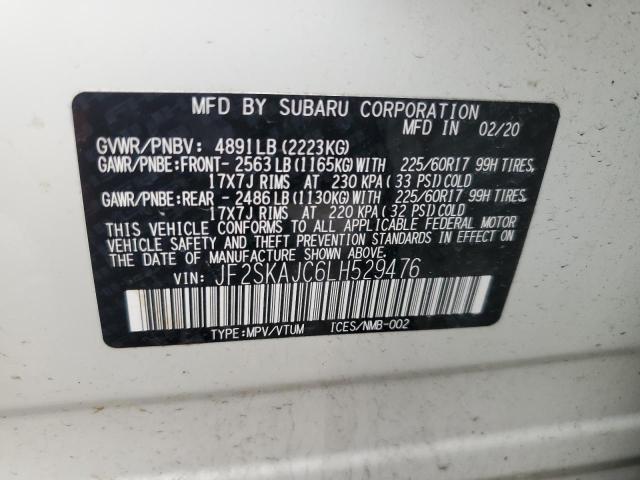 MFD BY SUBARU CORPORATION
MFD IN 02/20
GVWR/PNBV: 4891LB (2223KG)
GAWR/PNBE:FRONT- 2563 LB (1165KG) WITH 225/60R17 99H TIRES,
17X7J RIMS AT 230 KPA (33 PSI) COLD
GAWR/PNBE:REAR - 2486 LB (1130KG) WITH 225/60R17 99H TIRES,
17X7J RIMS AT 220 KPA (32 PSI) COLD
THIS VEHICLE CONFORMS TO ALL APPLICABLE FEDERAL MOTOR
VEHICLE SAFETY AND THEFT PREVENTION STANDARDS IN EFFECT ON
THE DATE OF MANUFACTURE SHOWN ABOVE.
VIN: JF2SKAJC6LH529476
TYPE:MPV/VTUM ICES/NMB-002